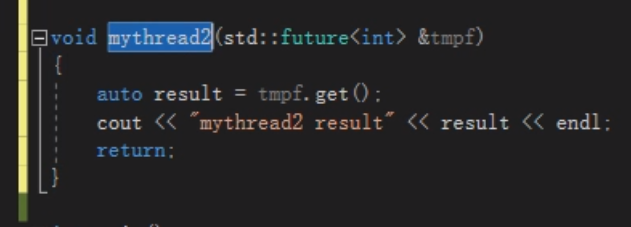 void mythread2(std::future<int> &tmpf)
{
auto result = tmpf.get();
cout << "mythread2 result" << result << endl;
return;
}